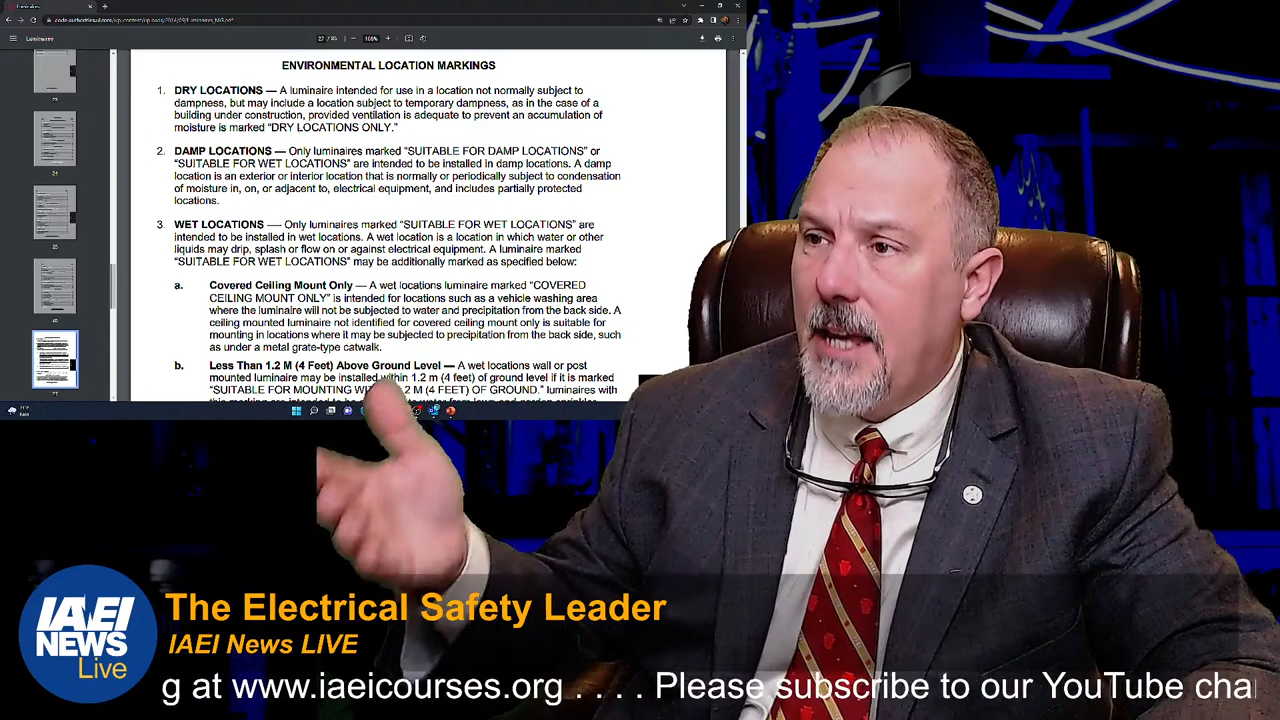 Luminaires
27 / 85
100%
Luminaires
ENVIRONMENTAL LOCATION MARKINGS
1. DRY LOCATIONS — A luminaire intended for use in a location not normally subject to
dampness, but may include a location subject to temporary dampness, as in the case of a
building under construction, provided ventilation is adequate to prevent an accumulation of
moisture is marked “DRY LOCATIONS ONLY.”
2. DAMP LOCATIONS — Only luminaires marked “SUITABLE FOR DAMP LOCATIONS” or
“SUITABLE FOR WET LOCATIONS” are intended to be installed in damp locations. A damp
location is an exterior or interior location that is normally or periodically subject to condensation
of moisture in, on, or adjacent to, electrical equipment, and includes partially protected
locations.
3. WET LOCATIONS — Only luminaires marked “SUITABLE FOR WET LOCATIONS” are
intended to be installed in wet locations. A wet location is a location in which water or other
liquids may drip, splash or flow on or against electrical equipment. A luminaire marked
“SUITABLE FOR WET LOCATIONS” may be additionally marked as specified below:
a. Covered Ceiling Mount Only — A wet locations luminaire marked “COVERED
CEILING MOUNT ONLY” is intended for locations such as a vehicle washing area
where the luminaire will not be subjected to water and precipitation from the back side. A
ceiling mounted luminaire not identified for covered ceiling mount only is suitable for
mounting in locations where it may be subjected to precipitation from the back side, such
as under a metal grate-type catwalk.
b. Less Than 1.2 M (4 Feet) Above Ground Level — A wet locations wall or post
mounted luminaire may be installed within 1.2 m (4 feet) of ground level if it is marked
“SUITABLE FOR MOUNTING 2 M (4 FEET) OF GROUND.” luminaires with
IAEI
NEWS
Live
The Electrical Safety Leader
IAEI News LIVE
g at www.iaeicourses.org . . . . Please subscribe to our YouTube cha